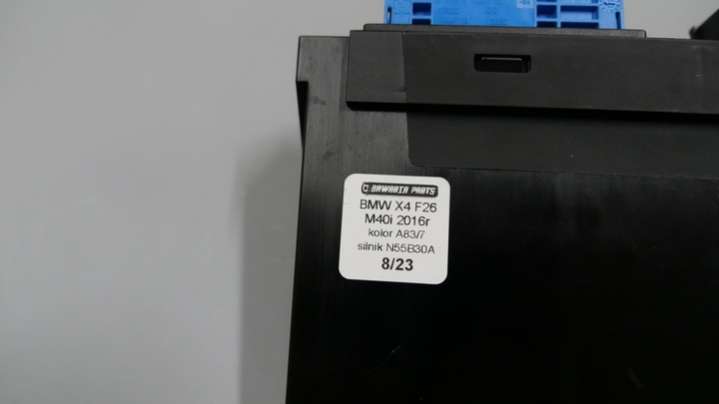 BAWARIA PARTS
BMW X4 F26
M40i 2016r
kolor A83/7
silnik N55B30A
8/23